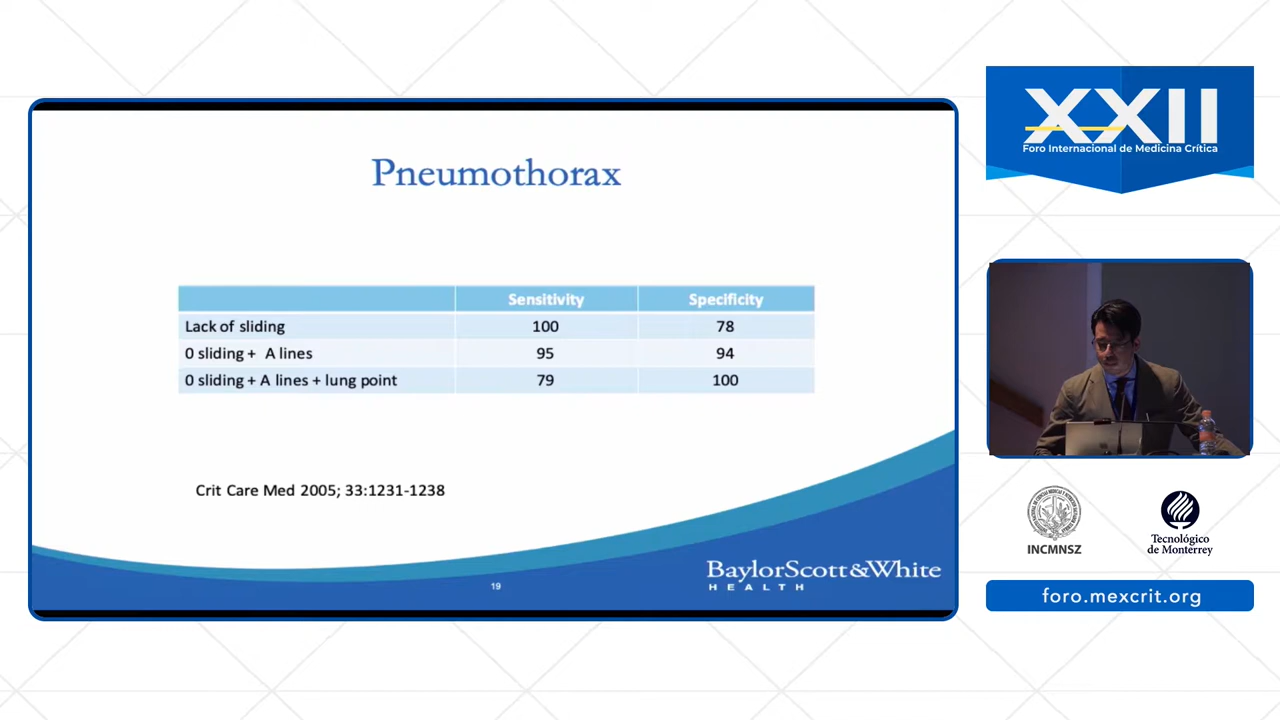 Pneumothorax
Sensitivity Specificity
Lack of sliding 100 78
0 sliding + A lines 95 94
0 sliding + A lines + lung point 79 100
Crit Care Med 2005; 33:1231-1238
19
BaylorScott&White
HEALTH
XXII
Foro Internacional de Medicina Crítica
INCMNSZ
Tecnológico
de Monterrey
foro.mexcrit.org